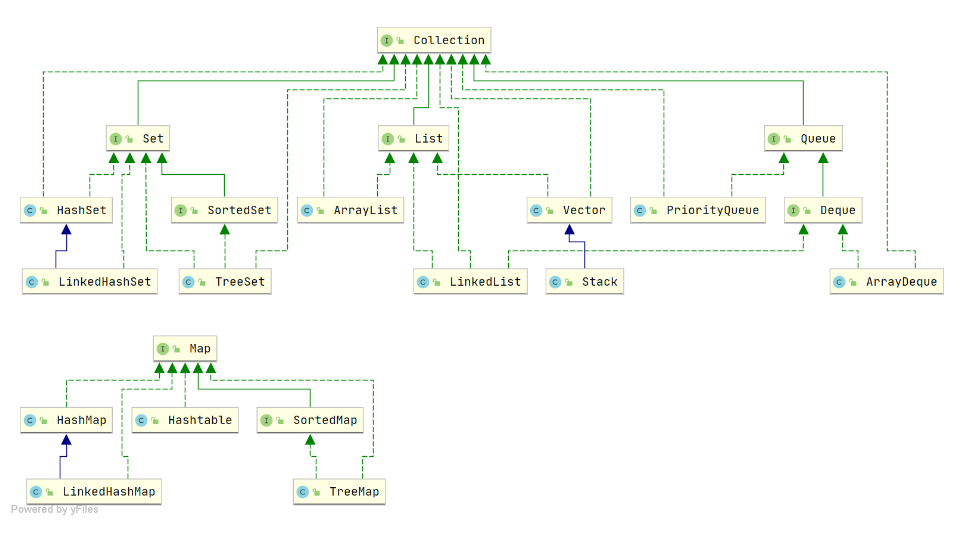 I Collection
I Set
I List
I Queue
C HashSet
I SortedSet
C ArrayList
C Vector
C PriorityQueue
I Deque
C LinkedHashSet
C TreeSet
C LinkedList
C Stack
C ArrayDeque
I Map
C HashMap
C Hashtable
I SortedMap
C LinkedHashMap
C TreeMap
Powered by yFiles